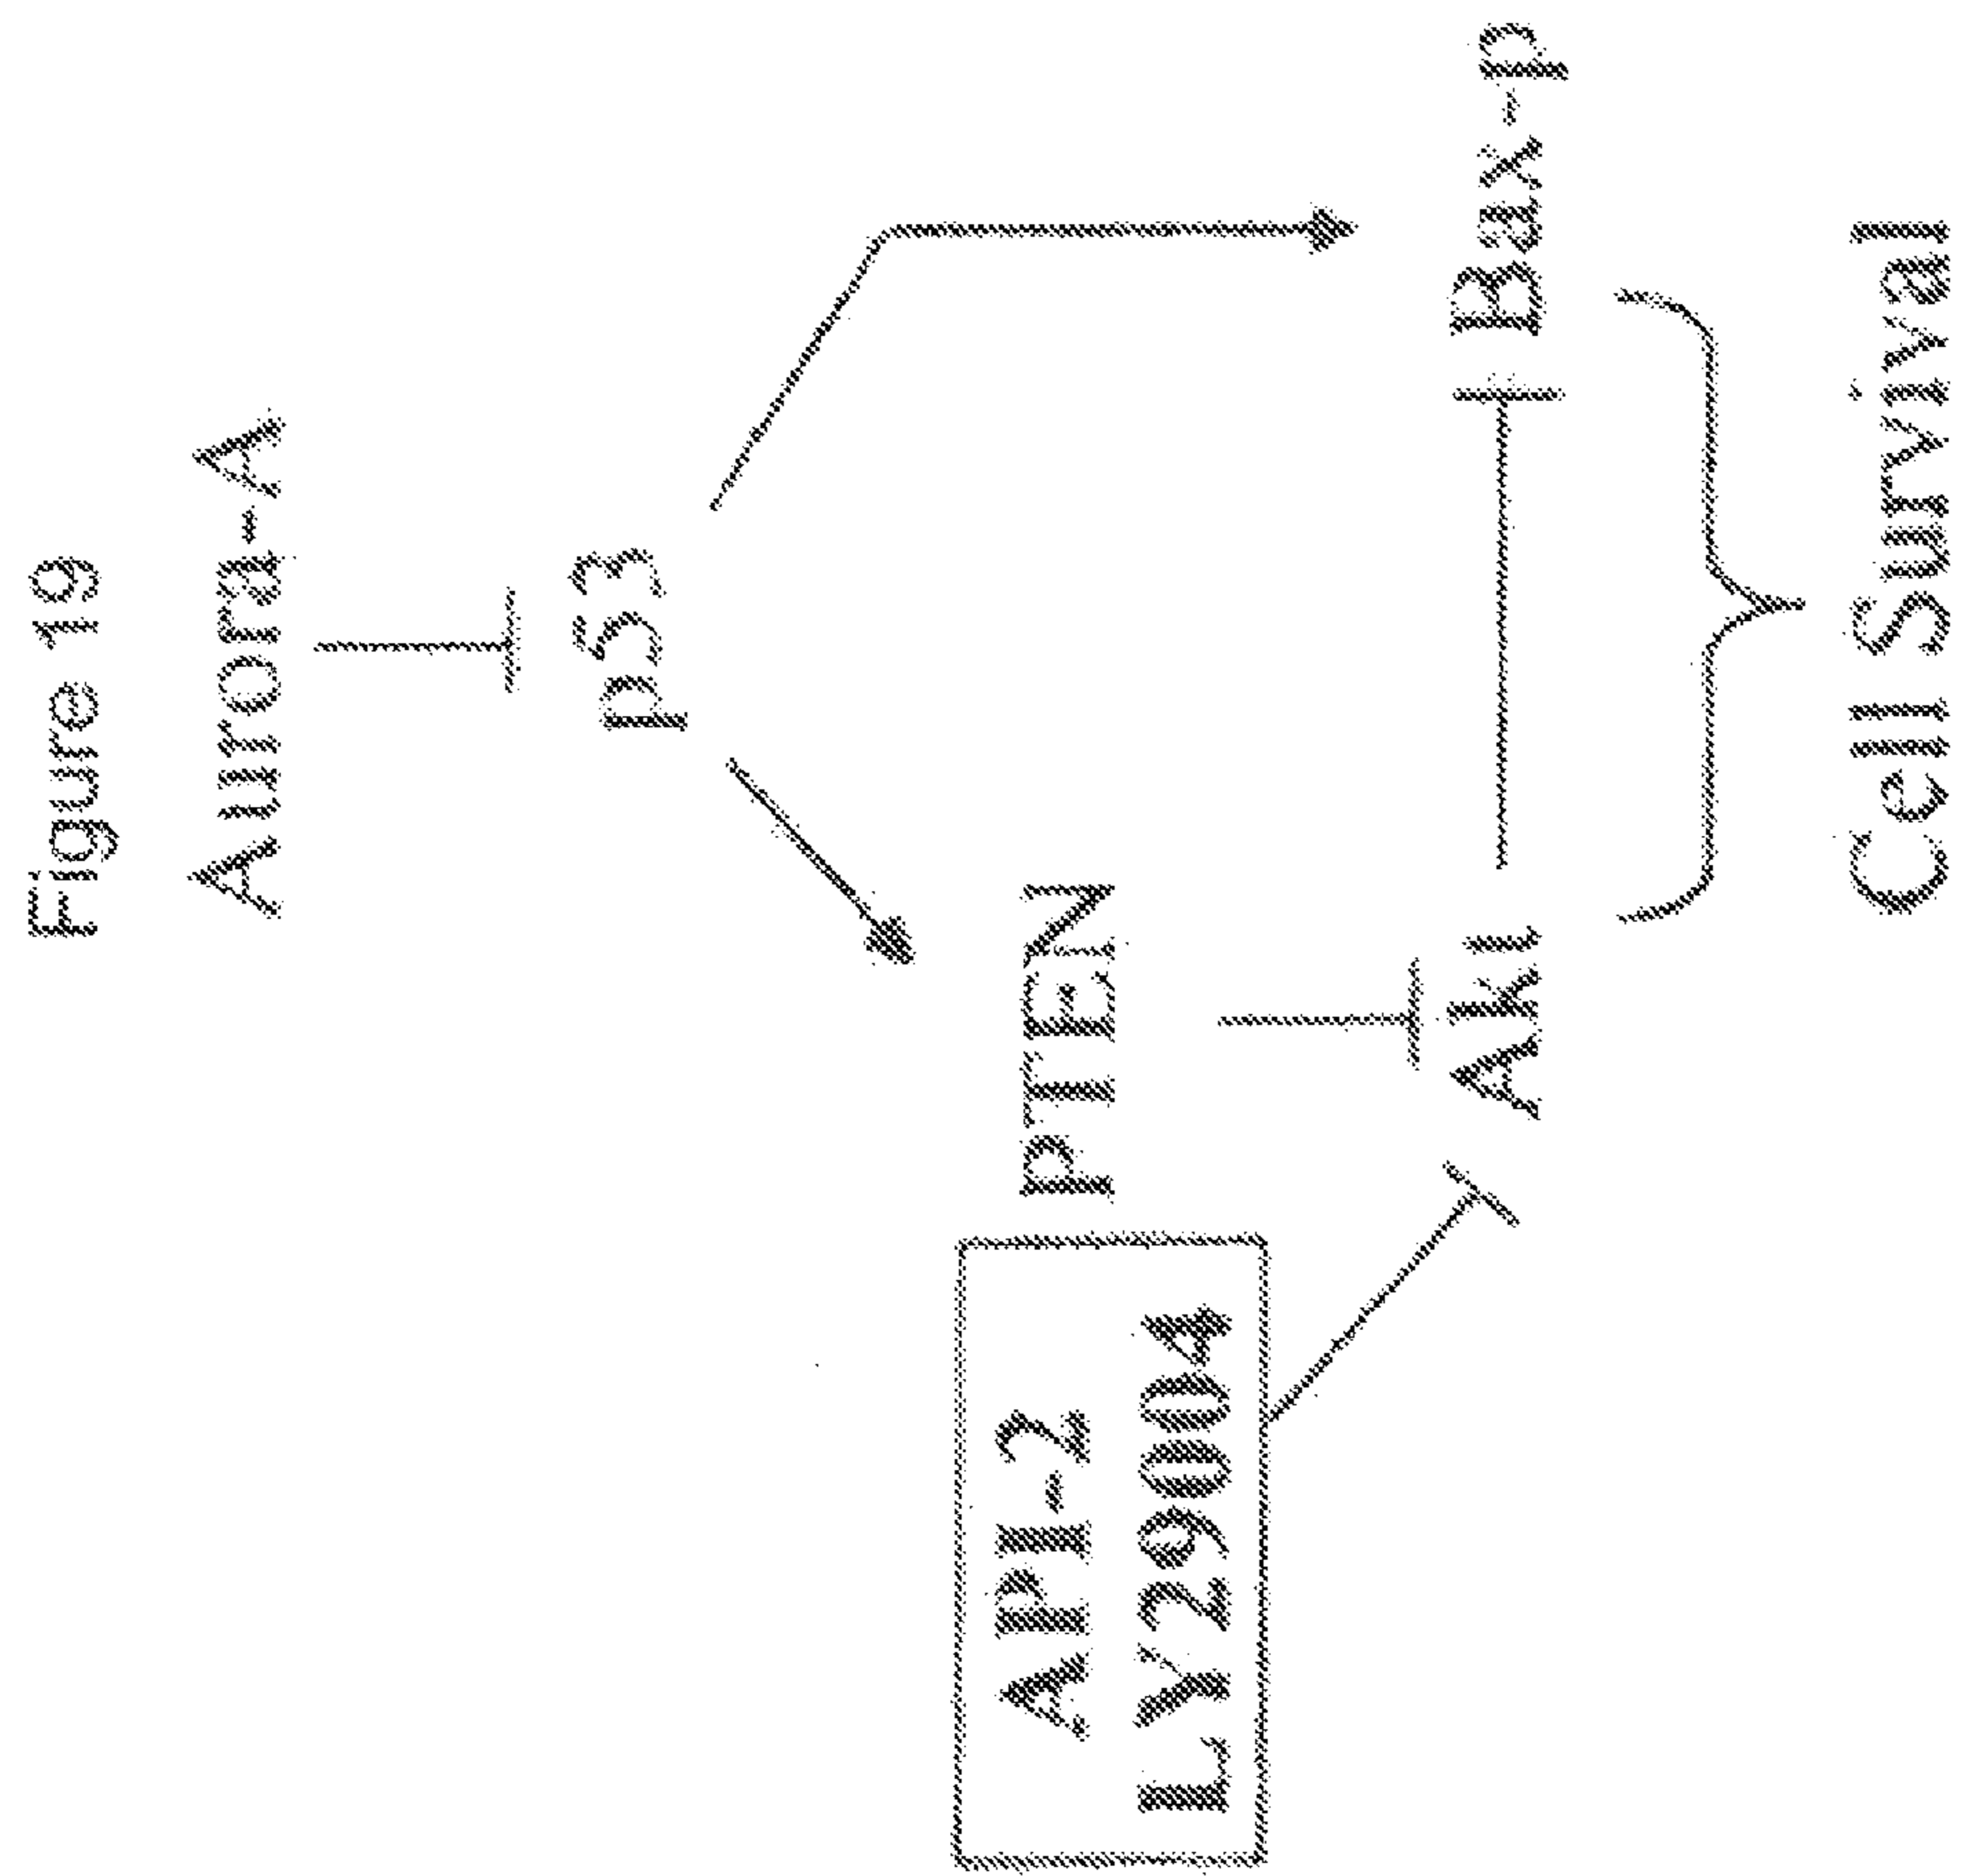 Figure 19
Aurora-A
p53
API-2
LY29004
PTEN
Akt
Bax-p
Cell Survival